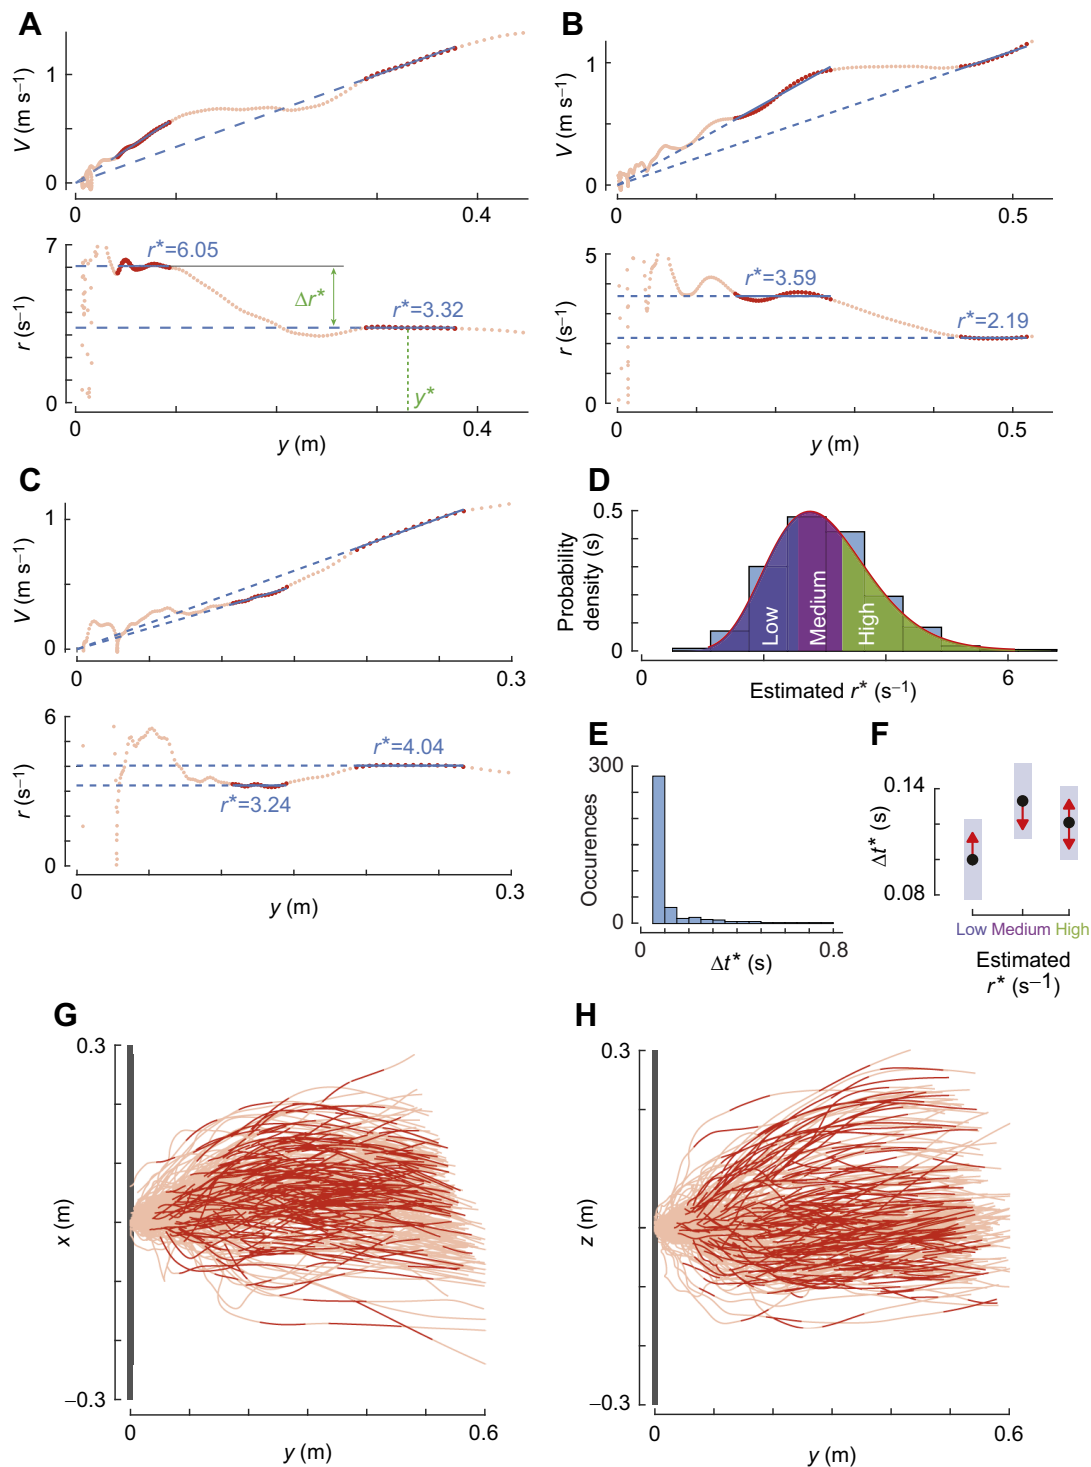 A
V (m s⁻¹)
1
0
0
0.4
7
r (s⁻¹)
0
r*=6.05
Δr*
r*=3.32
y*
0
0.4
y (m)
B
V (m s⁻¹)
1
0
0
0.5
5
r (s⁻¹)
0
r*=3.59
r*=2.19
0
0.5
y (m)
C
V (m s⁻¹)
1
0
0
0.3
6
r (s⁻¹)
0
r*=4.04
r*=3.24
0
0.3
y (m)
D
Probability
density (s)
0.5
0
Low
Medium
High
0
6
Estimated r* (s⁻¹)
E
300
Occurences
0
0
0.8
Δt* (s)
F
0.14
Δt* (s)
0.08
Low Medium High
Estimated
r* (s⁻¹)
G
0.3
x (m)
−0.3
0
0.6
y (m)
H
0.3
z (m)
−0.3
0
0.6
y (m)